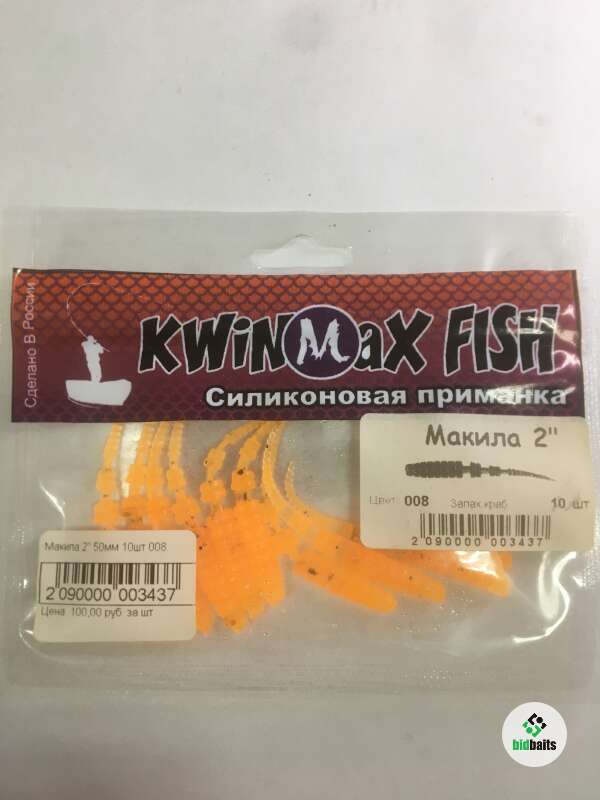 Сделано В России
KWiNMaX FISH
Силиконовая приманка
Макила 2"
Цвет 008 Запах краб 10 шт
2 090000 003437
Макила 2" 50мм 10шт 008
2 090000 003437
Цена 100,00 руб. за шт
bidbaits